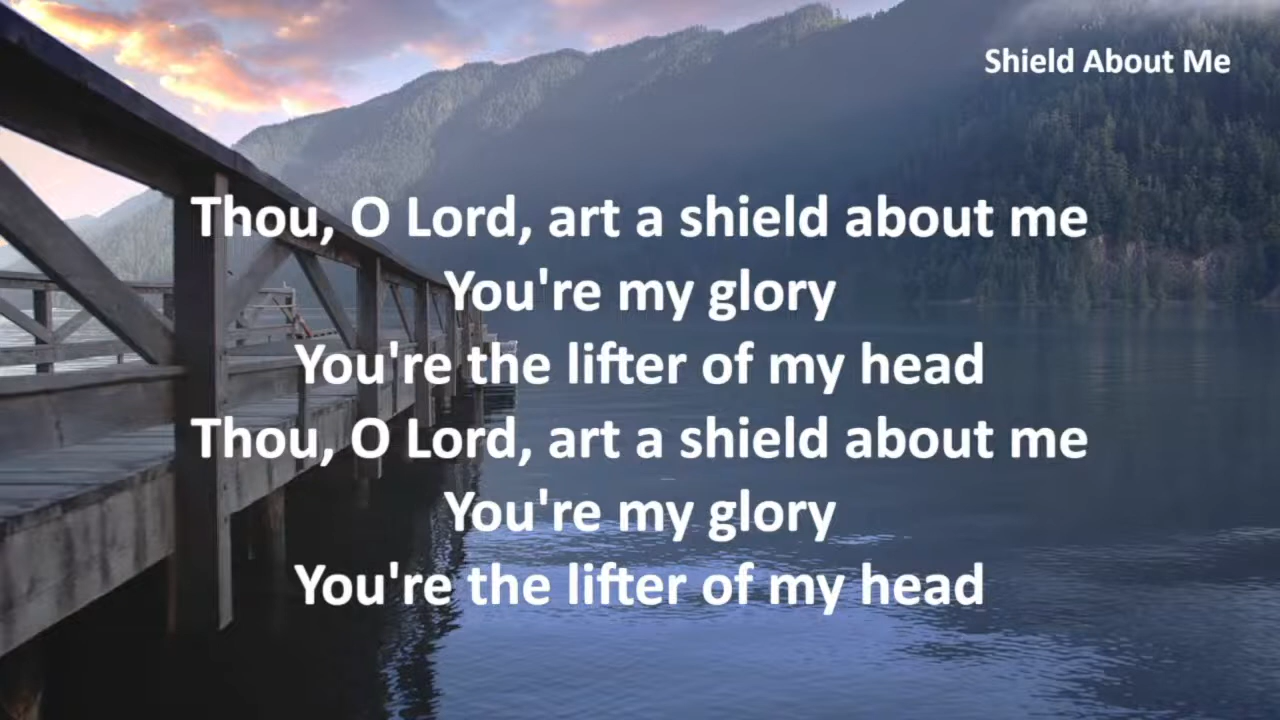 Shield About Me
Thou, O Lord, art a shield about me
You're my glory
You're the lifter of my head
Thou, O Lord, art a shield about me
You're my glory
You're the lifter of my head